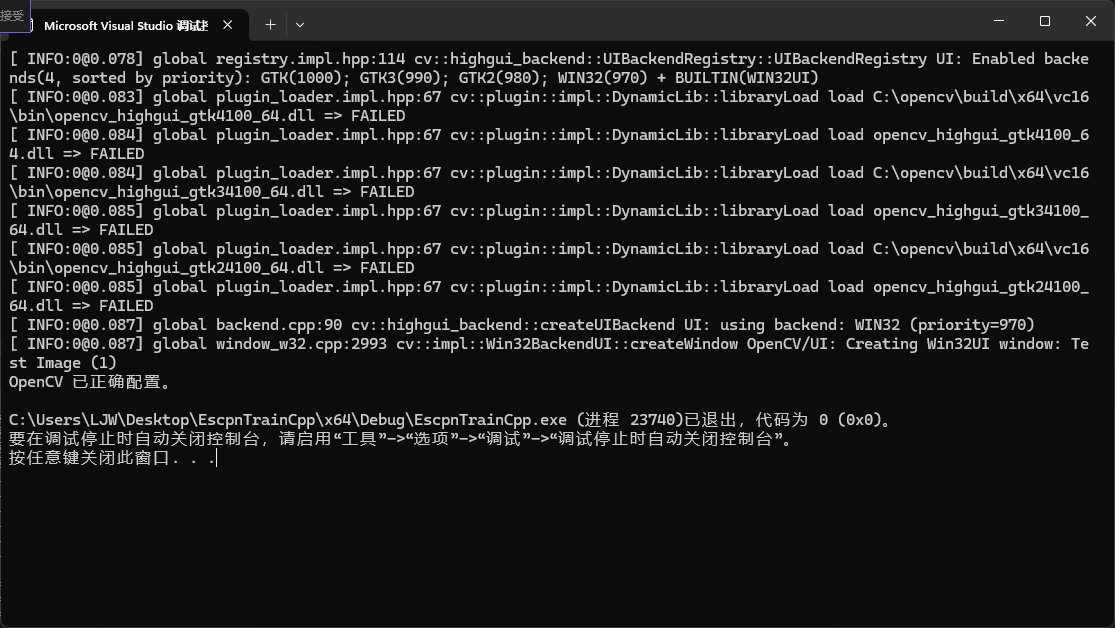 接受
Microsoft Visual Studio 调试控
[ INFO:0@0.078] global registry.impl.hpp:114 cv::highgui_backend::UIBackendRegistry::UIBackendRegistry UI: Enabled backe
nds(4, sorted by priority): GTK(1000); GTK3(990); GTK2(980); WIN32(970) + BUILTIN(WIN32UI)
[ INFO:0@0.083] global plugin_loader.impl.hpp:67 cv::plugin::impl::DynamicLib::libraryLoad load C:\opencv\build\x64\vc16
\bin\opencv_highgui_gtk4100_64.dll => FAILED
[ INFO:0@0.084] global plugin_loader.impl.hpp:67 cv::plugin::impl::DynamicLib::libraryLoad load opencv_highgui_gtk4100_6
4.dll => FAILED
[ INFO:0@0.084] global plugin_loader.impl.hpp:67 cv::plugin::impl::DynamicLib::libraryLoad load C:\opencv\build\x64\vc16
\bin\opencv_highgui_gtk34100_64.dll => FAILED
[ INFO:0@0.085] global plugin_loader.impl.hpp:67 cv::plugin::impl::DynamicLib::libraryLoad load opencv_highgui_gtk34100_
64.dll => FAILED
[ INFO:0@0.085] global plugin_loader.impl.hpp:67 cv::plugin::impl::DynamicLib::libraryLoad load C:\opencv\build\x64\vc16
\bin\opencv_highgui_gtk24100_64.dll => FAILED
[ INFO:0@0.085] global plugin_loader.impl.hpp:67 cv::plugin::impl::DynamicLib::libraryLoad load opencv_highgui_gtk24100_
64.dll => FAILED
[ INFO:0@0.087] global backend.cpp:90 cv::highgui_backend::createUIBackend UI: using backend: WIN32 (priority=970)
[ INFO:0@0.087] global window_w32.cpp:2993 cv::impl::Win32BackendUI::createWindow OpenCV/UI: Creating Win32UI window: Te
st Image (1)
OpenCV 已正确配置。
C:\Users\LJW\Desktop\EscpnTrainCpp\x64\Debug\EscpnTrainCpp.exe (进程 23740)已退出，代码为 0 (0x0)。
要在调试停止时自动关闭控制台，请启用“工具”->“选项”->“调试”->“调试停止时自动关闭控制台”。
按任意键关闭此窗口. . .